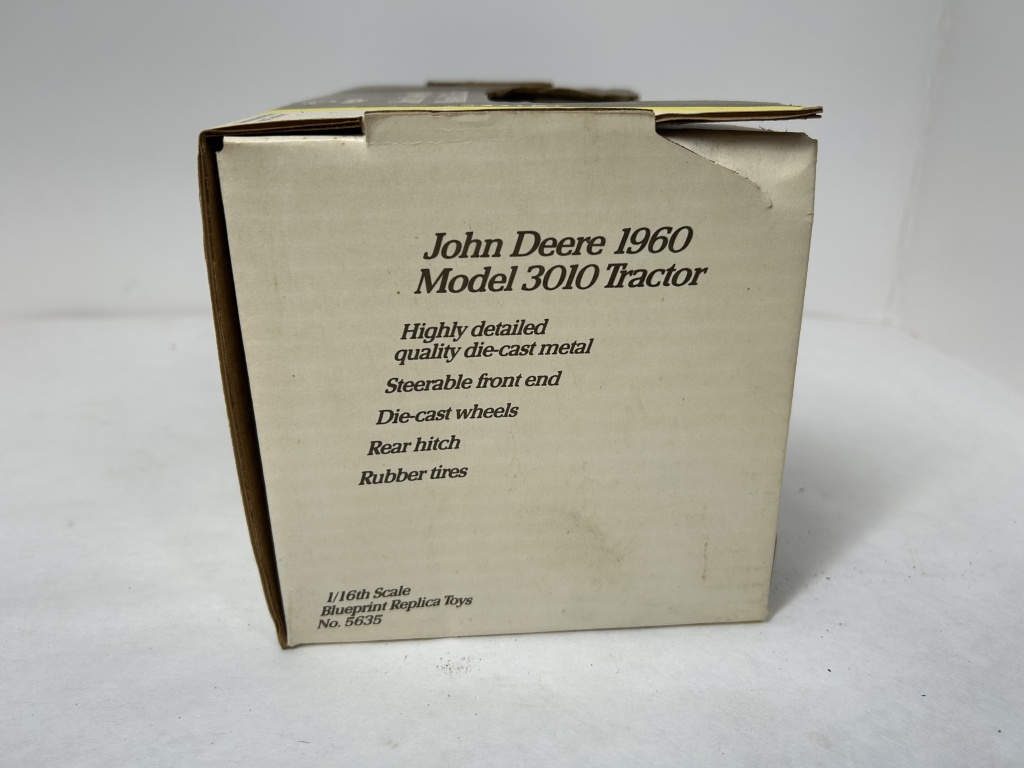 John Deere 1960
Model 3010 Tractor
Highly detailed
quality die-cast metal
Steerable front end
Die-cast wheels
Rear hitch
Rubber tires
1/16th Scale
Blueprint Replica Toys
No. 5635